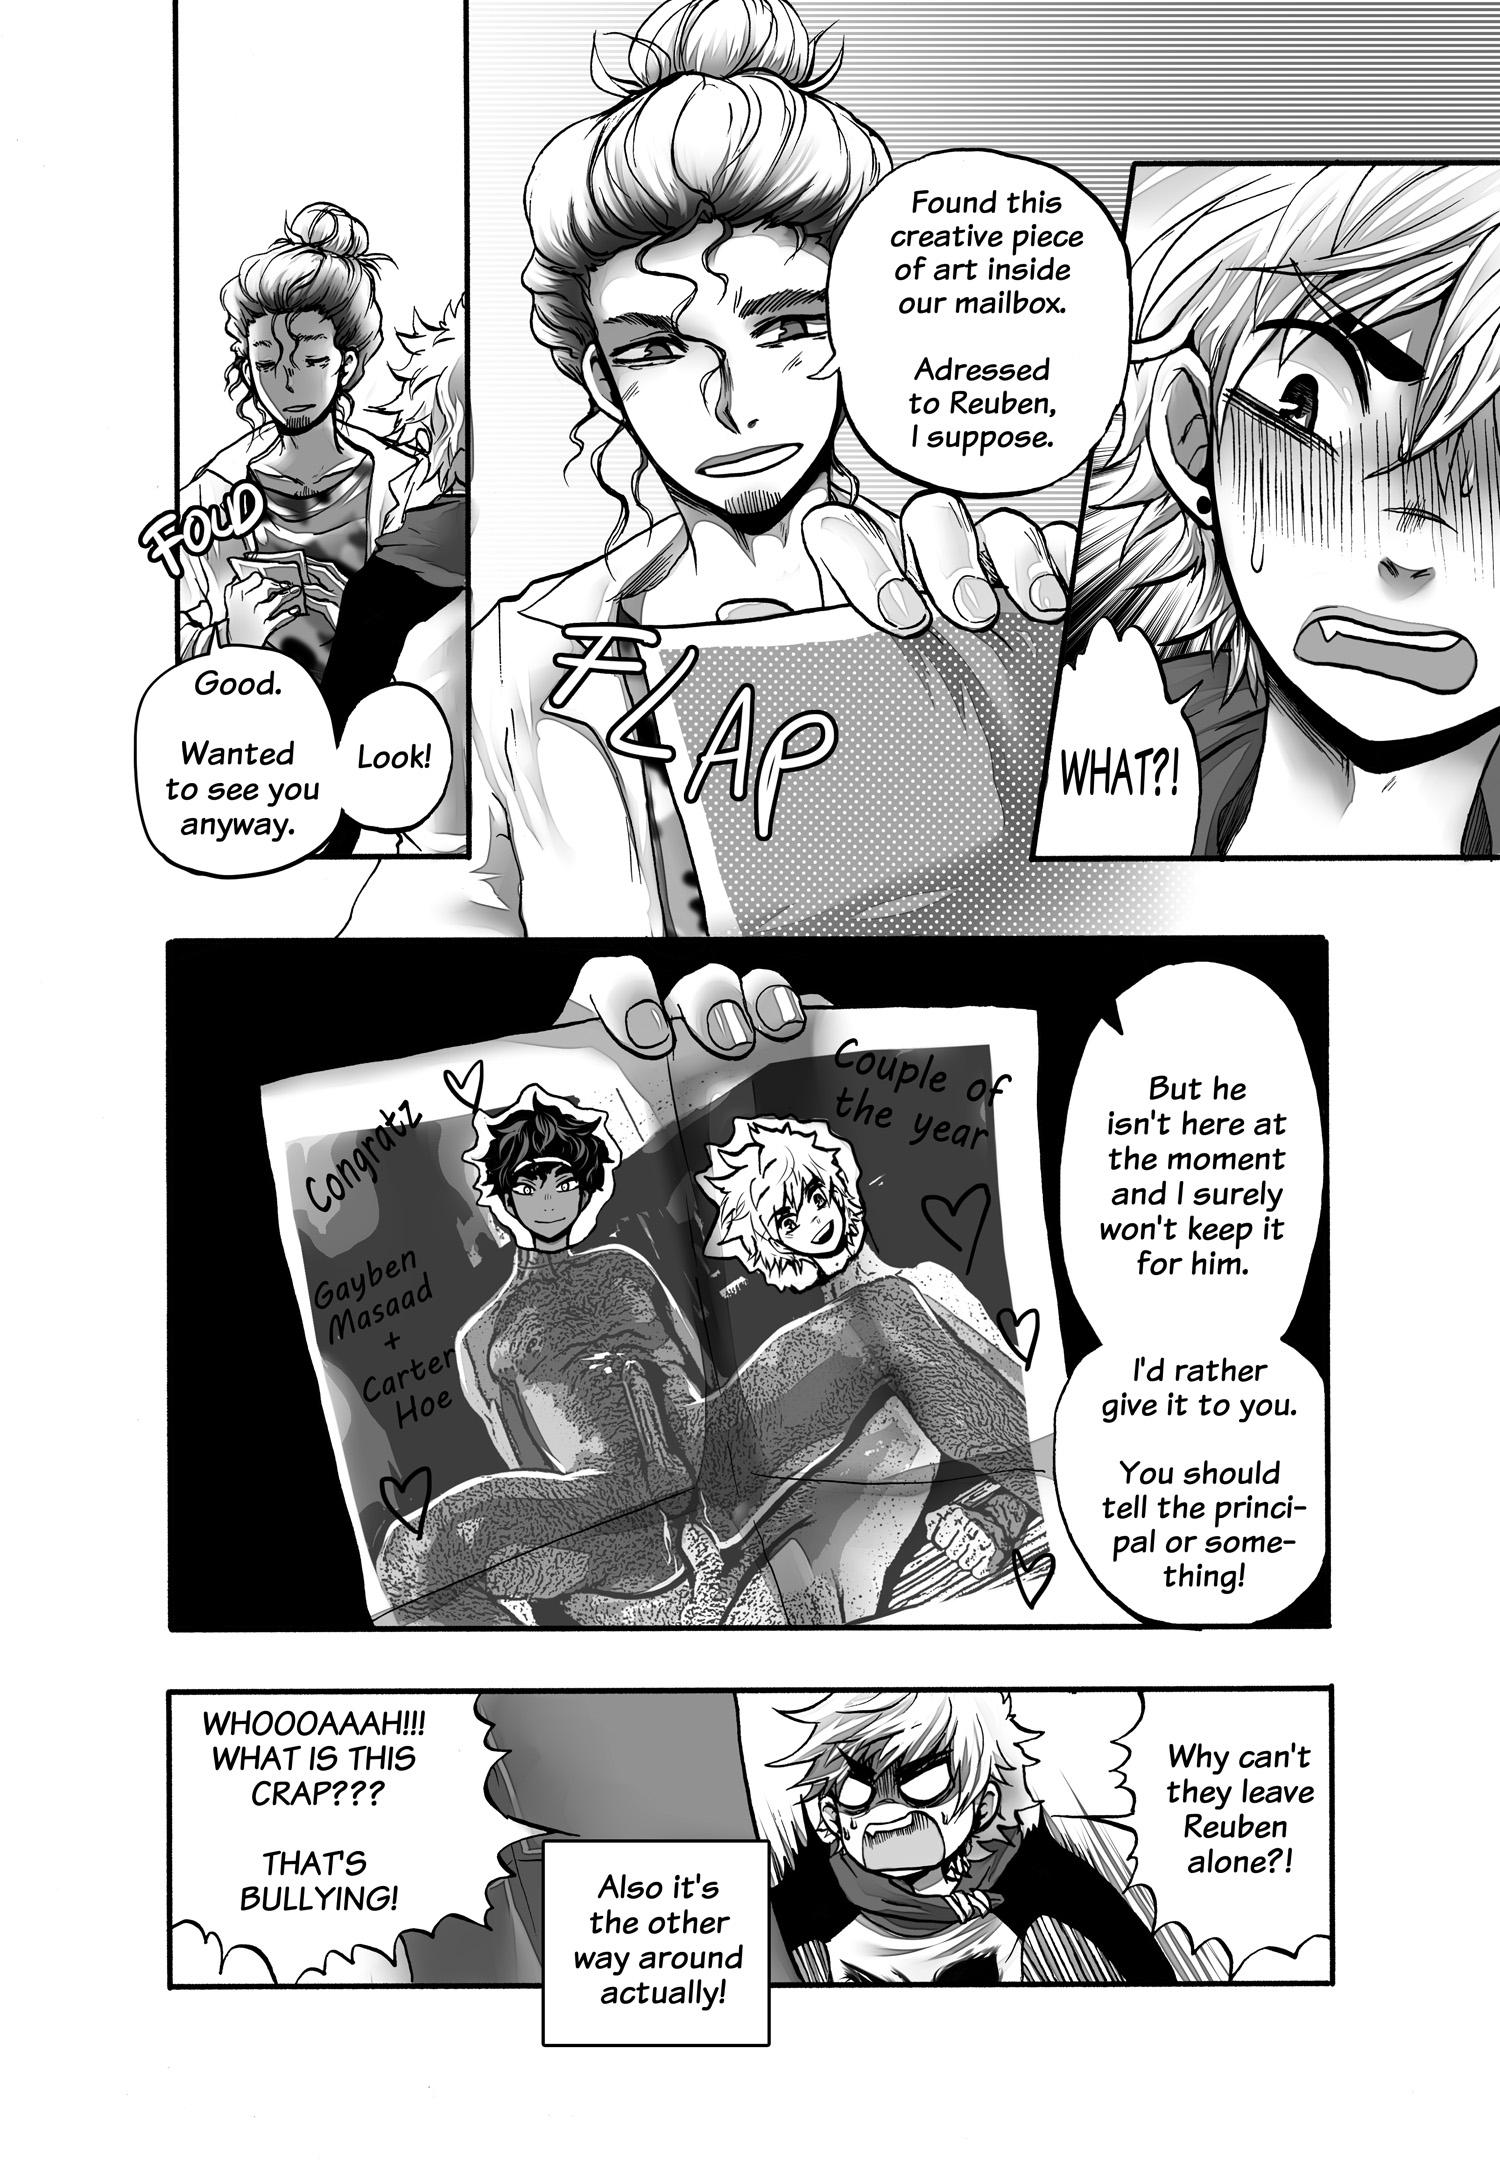 FOLD
Good.
Wanted
to see you
anyway.
Look!
FLAP
Found this
creative piece
of art inside
our mailbox.
Adressed
to Reuben,
I suppose.
WHAT?!
Congratz
Couple of
the year
Gayben
Masaad
+
Carter
Hoe
But he
isn't here at
the moment
and I surely
won't keep it
for him.
I'd rather
give it to you.
You should
tell the princi-
pal or some-
thing!
WHOOOAAAH!!!
WHAT IS THIS
CRAP???
THAT'S
BULLYING!
Also it's
the other
way around
actually!
Why can't
they leave
Reuben
alone?!